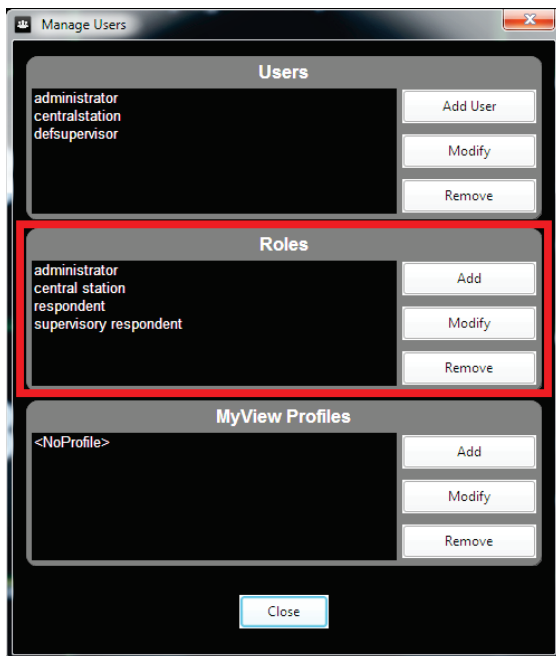 Manage Users
Users
administrator
centralstation
defsupervisor
Add User
Modify
Remove
Roles
administrator
central station
respondent
supervisory respondent
Add
Modify
Remove
MyView Profiles
<NoProfile>
Add
Modify
Remove
Close